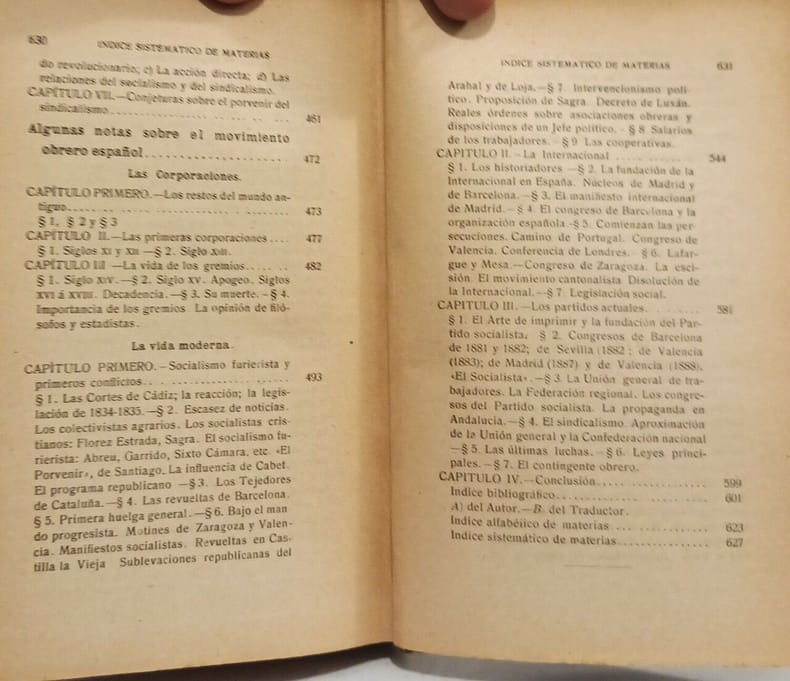 630
INDICE SISTEMATICO DE MATERIAS
do revolucionario; c) La acción directa; d) Las
relaciones del socialismo y del sindicalismo.
CAPÍTULO VII.—Conjeturas sobre el porvenir del
sindicalismo.......... 461
Algunas notas sobre el movimiento
obrero español.......... 472
Las Corporaciones.
CAPÍTULO PRIMERO.—Los restos del mundo an-
tiguo.......... 473
§ 1, § 2 y § 3
CAPÍTULO II.—Las primeras corporaciones.... 477
§ 1. Siglos XI y XII —§ 2. Siglo XIII.
CAPÍTULO III —La vida de los gremios...... 482
§ 1. Siglo XIV.—§ 2. Siglo XV. Apogeo. Siglos
XVI á XVIII. Decadencia.—§ 3. Su muerte.-§ 4.
Importancia de los gremios. La opinión de filó-
sofos y estadistas.
La vida moderna.
CAPÍTULO PRIMERO.—Socialismo furierista y
primeros conflictos.......... 493
§ 1. Las Cortes de Cádiz; la reacción; la legis-
lación de 1834-1835.—§ 2. Escasez de noticias.
Los colectivistas agrarios. Los socialistas cris-
tianos: Florez Estrada, Sagra. El socialismo fu-
rierista: Abreu, Garrido, Sixto Cámara, etc. «El
Porvenir», de Santiago. La influencia de Cabet.
El programa republicano —§ 3. Los Tejedores
de Cataluña.—§ 4. Las revueltas de Barcelona.
§ 5. Primera huelga general.—§ 6. Bajo el man
do progresista. Motines de Zaragoza y Valen-
cia. Manifiestos socialistas. Revueltas en Cas-
tilla la Vieja Sublevaciones republicanas del
INDICE SISTEMATICO DE MATERIAS
631
Arahal y de Loja.—§ 7. Intervencionismo polí-
tico. Proposición de Sagra. Decreto de Luxán.
Reales órdenes sobre asociaciones obreras y
disposiciones de un Jefe político.-§ 8 Salarios
de los trabajadores.—§ 9 Las cooperativas.
CAPITULO II.—La Internacional.......... 544
§ 1. Los historiadores —§ 2. La fundación de la
Internacional en España. Núcleos de Madrid y
de Barcelona.—§ 3. El manifiesto internacional
de Madrid.—§ 4. El congreso de Barcelona y la
organización española.-§ 5. Comienzan las per-
secuciones. Camino de Portugal. Congreso de
Valencia. Conferencia de Londres. § 6. Lafar-
gue y Mesa.—Congreso de Zaragoza. La esci-
sión. El movimiento cantonalista Disolución de
la Internacional.—§ 7. Legislación social.
CAPITULO III.—Los partidos actuales......... 581
§ 1. El Arte de imprimir y la fundación del Par-
tido socialista. § 2. Congresos de Barcelona
de 1881 y 1882; de Sevilla (1882; de Valencia
(1883); de Madrid (1887) y de Valencia (1888).
«El Socialista».—§ 3. La Unión general de tra-
bajadores. La Federación regional. Los congre-
sos del Partido socialista. La propaganda en
Andalucía.—§ 4. El sindicalismo. Aproximación
de la Unión general y la Confederación nacional
—§ 5. Las últimas luchas.—§ 6. Leyes princi-
pales.—§ 7. El contingente obrero.
CAPITULO IV.—Conclusión.......... 599
Indice bibliográfico.......... 601
A) del Autor.—B. del Traductor.
Indice alfabético de materias.......... 623
Indice sistemático de materias.......... 627